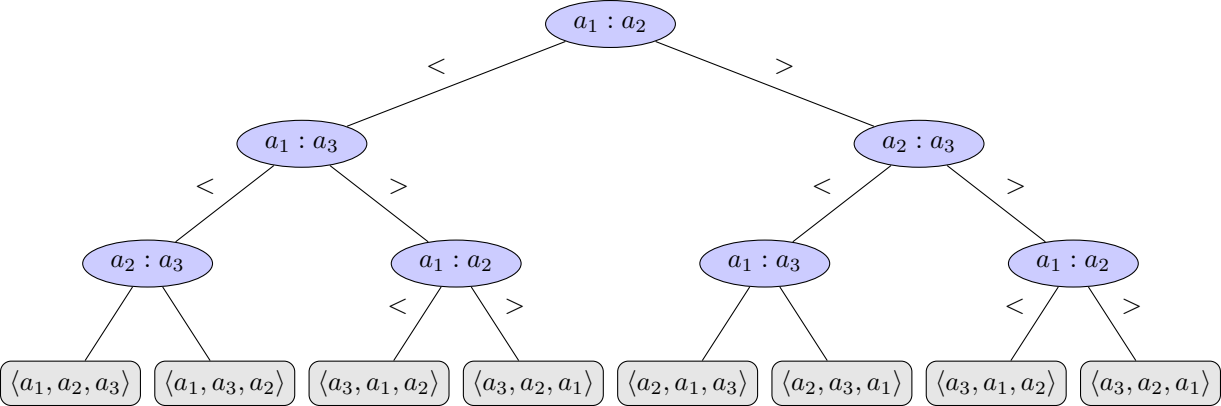 a₁ : a₂
< >
a₁ : a₃ a₂ : a₃
< > < >
a₂ : a₃ a₁ : a₂ a₁ : a₃ a₁ : a₂
< > < >
⟨a₁, a₂, a₃⟩ ⟨a₁, a₃, a₂⟩ ⟨a₃, a₁, a₂⟩ ⟨a₃, a₂, a₁⟩ ⟨a₂, a₁, a₃⟩ ⟨a₂, a₃, a₁⟩ ⟨a₃, a₁, a₂⟩ ⟨a₃, a₂, a₁⟩